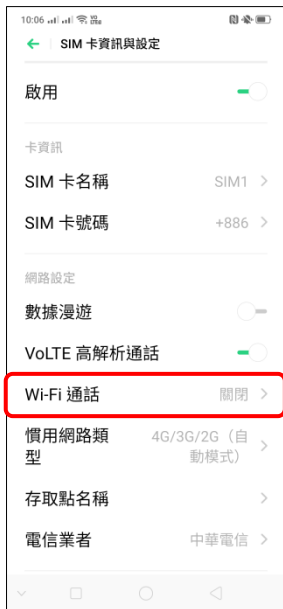 10:06
SIM 卡資訊與設定
啟用
卡資訊
SIM 卡名稱 SIM1
SIM 卡號碼 +886
網路設定
數據漫遊
VoLTE 高解析通話
Wi-Fi 通話 關閉
慣用網路類 4G/3G/2G（自
型 動模式）
存取點名稱
電信業者 中華電信